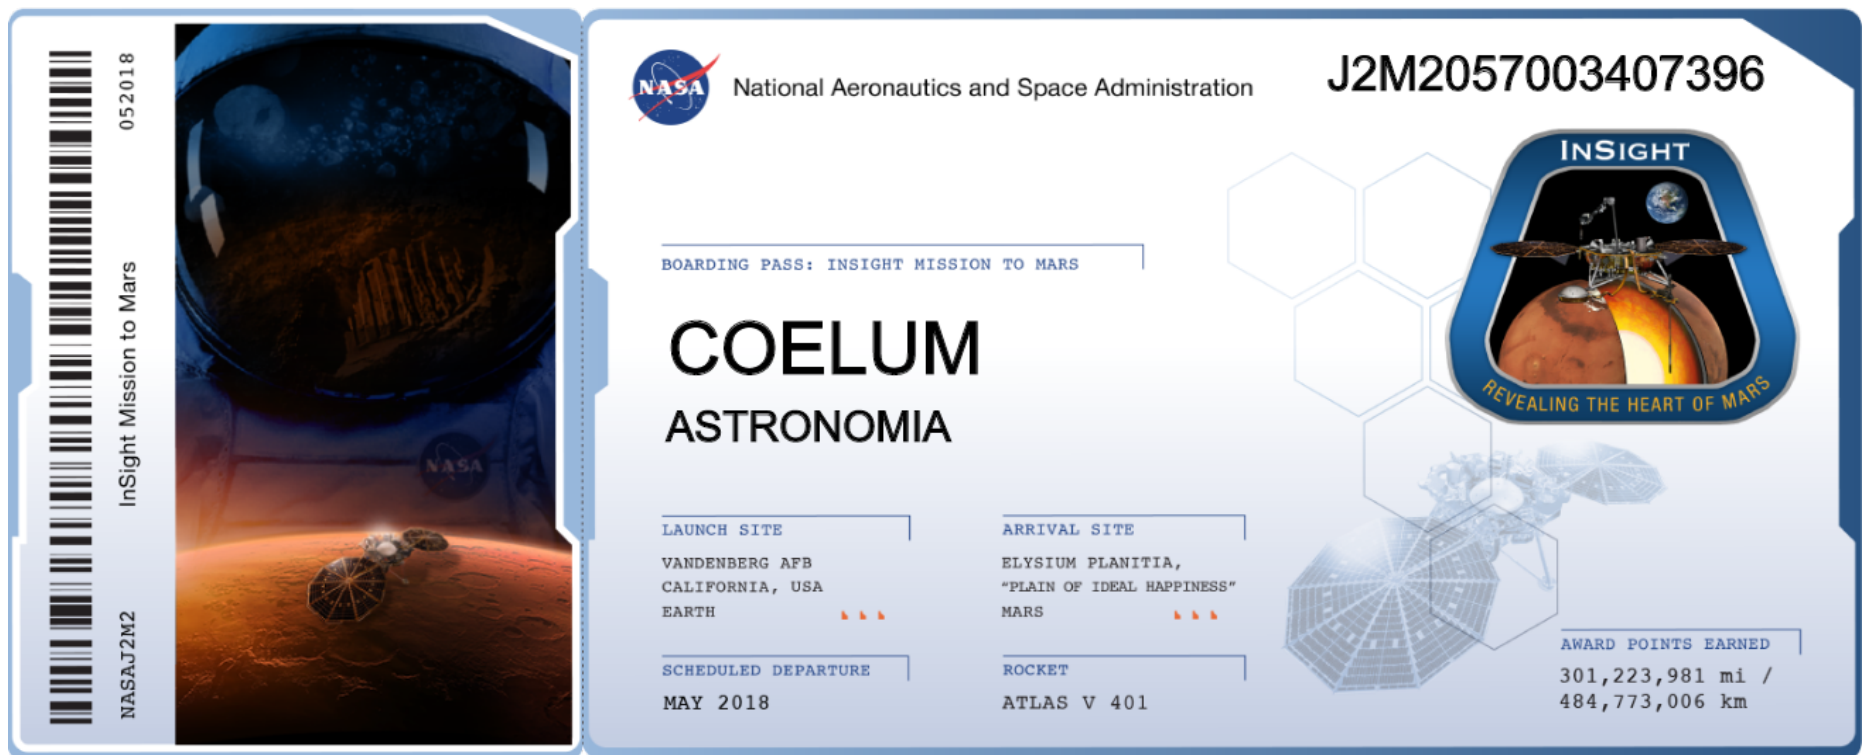 052018
InSight Mission to Mars
NASAJ2M2
NASA
NASA
National Aeronautics and Space Administration
J2M2057003407396
INSIGHT
REVEALING THE HEART OF MARS
BOARDING PASS: INSIGHT MISSION TO MARS
COELUM
ASTRONOMIA
LAUNCH SITE
VANDENBERG AFB
CALIFORNIA, USA
EARTH
ARRIVAL SITE
ELYSIUM PLANITIA,
“PLAIN OF IDEAL HAPPINESS”
MARS
SCHEDULED DEPARTURE
MAY 2018
ROCKET
ATLAS V 401
AWARD POINTS EARNED
301,223,981 mi /
484,773,006 km